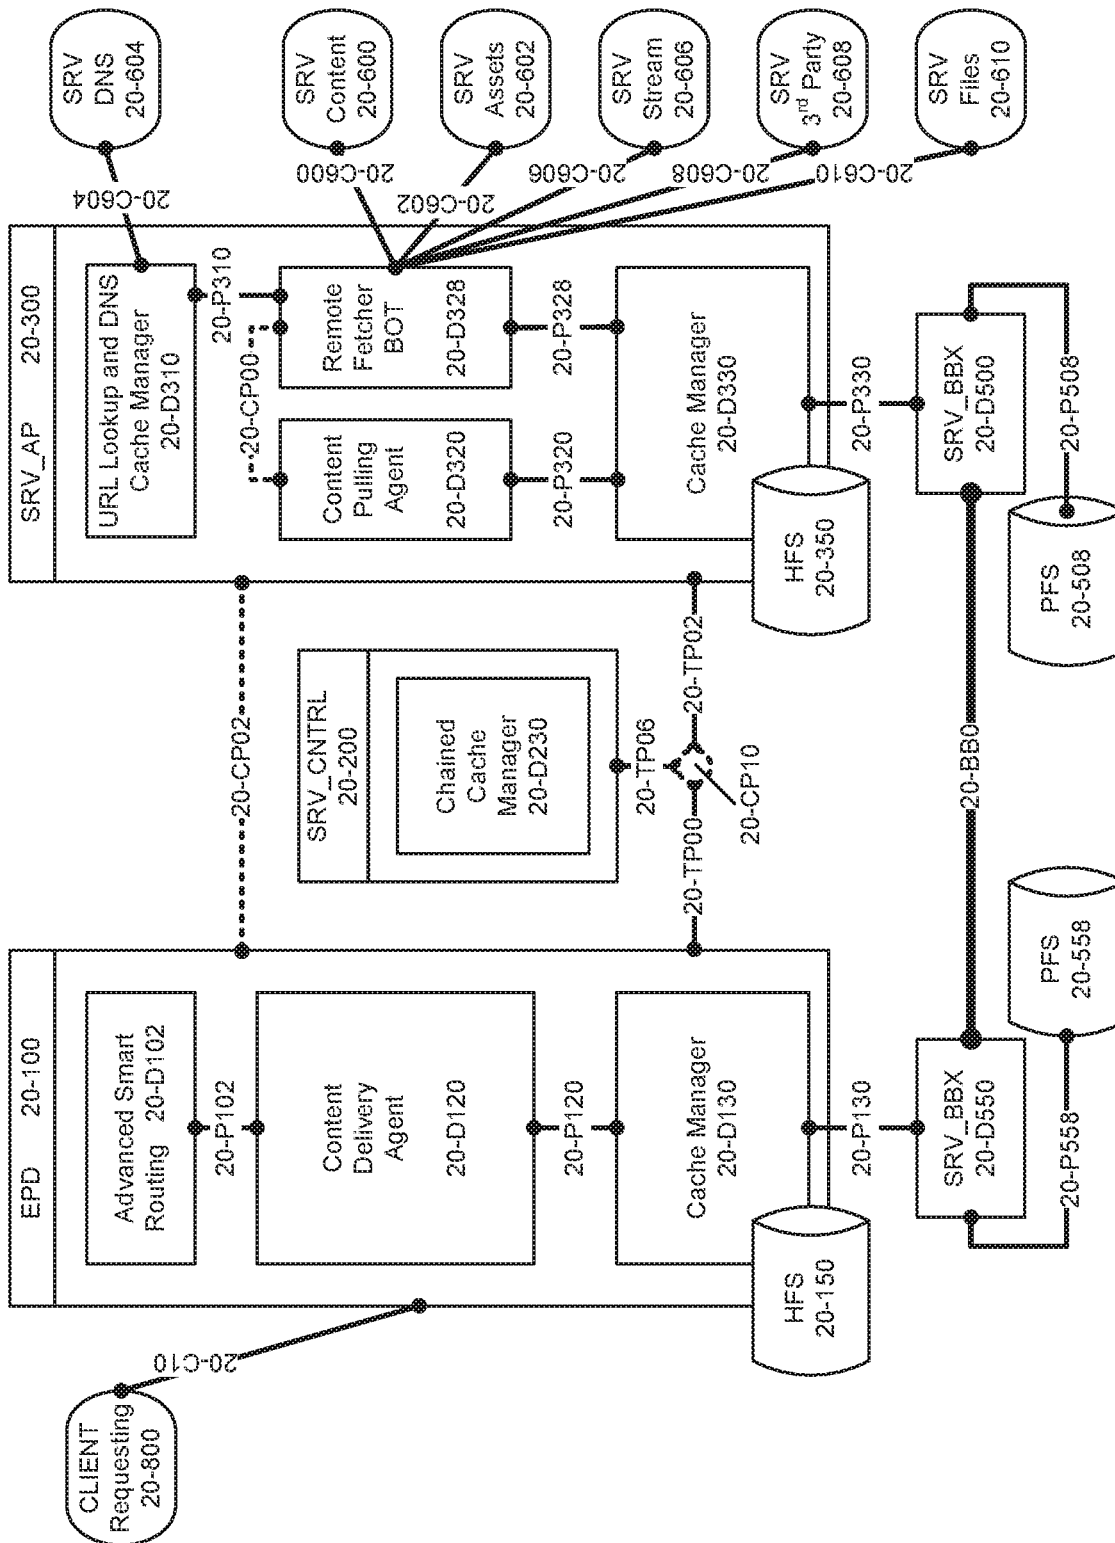 CLIENT
Requesting
20-800
20-C10
EPD 20-100
Advanced Smart
Routing 20-D102
20-P102
Content
Delivery
Agent
20-D120
20-P120
Cache Manager
20-D130
HFS
20-150
20-P130
SRV_BBX
20-D550
20-P558
PFS
20-558
20-CP02
SRV_CNTRL
20-200
Chained
Cache
Manager
20-D230
20-TP06
20-TP00
20-TP02
20-CP10
20-BB0
SRV_AP 20-300
URL Lookup and DNS
Cache Manager
20-D310
20-P310
20-CP00
Content
Pulling
Agent
20-D320
Remote
Fetcher
BOT
20-D328
20-P320
20-P328
Cache Manager
20-D330
HFS
20-350
20-P330
SRV_BBX
20-D500
20-P508
PFS
20-508
20-C604
20-C600
20-C602
20-C606
20-C608
20-C610
SRV
DNS
20-604
SRV
Content
20-600
SRV
Assets
20-602
SRV
Stream
20-606
SRV
3rd Party
20-608
SRV
Files
20-610